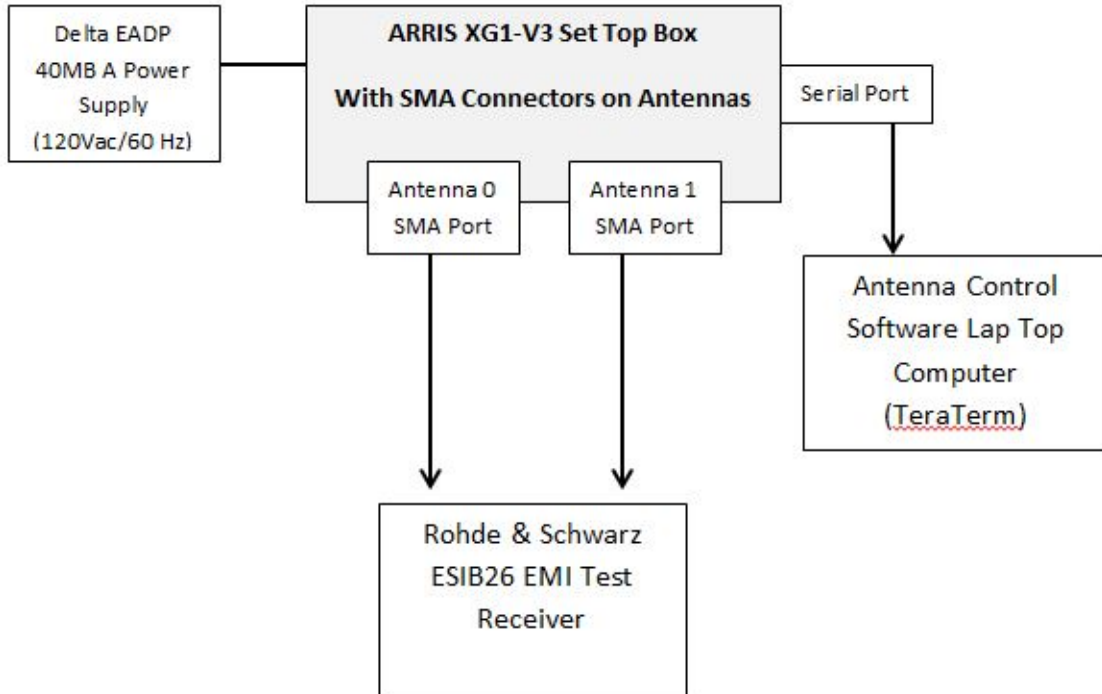 Delta EADP
40MB A Power
Supply
(120Vac/60 Hz)
ARRIS XG1-V3 Set Top Box
With SMA Connectors on Antennas
Serial Port
Antenna 0
SMA Port
Antenna 1
SMA Port
Antenna Control
Software Lap Top
Computer
(TeraTerm)
Rohde & Schwarz
ESIB26 EMI Test
Receiver